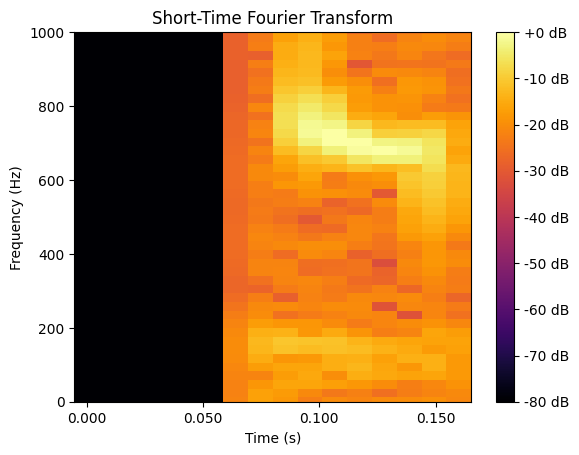 Short-Time Fourier Transform
Frequency (Hz)
1000
800
600
400
200
0
0.000 0.050 0.100 0.150
Time (s)
+0 dB
-10 dB
-20 dB
-30 dB
-40 dB
-50 dB
-60 dB
-70 dB
-80 dB